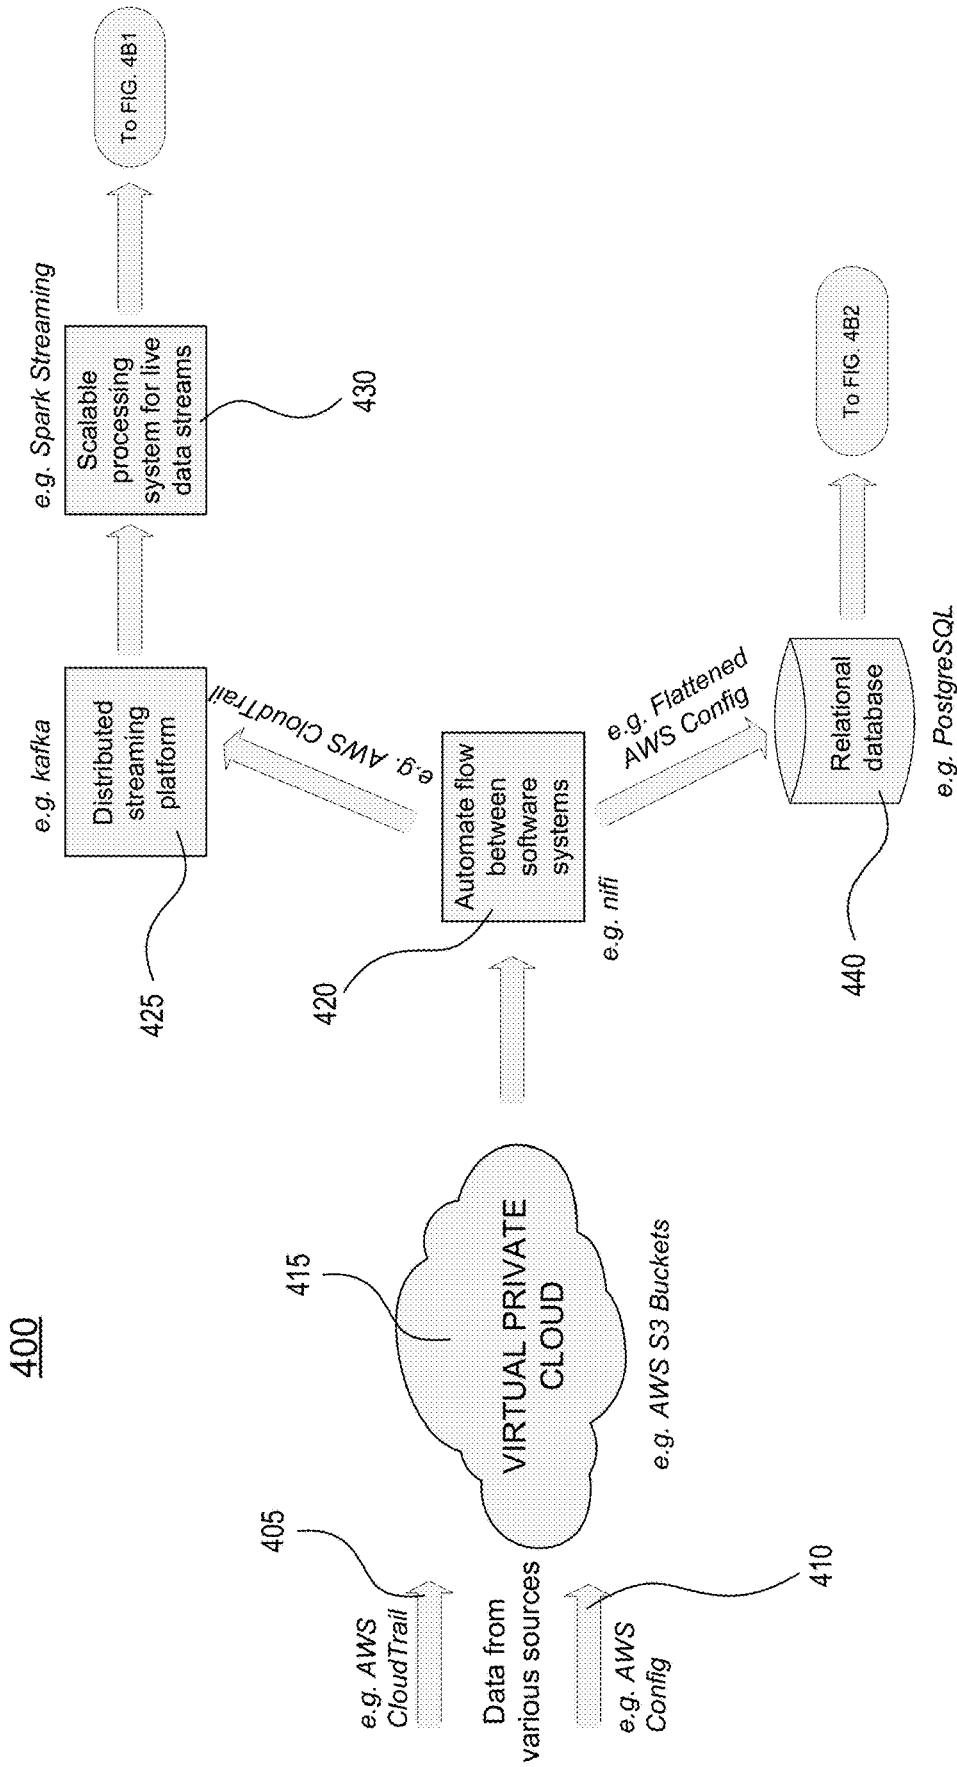 400
e.g. AWS
CloudTrail
405
Data from
various sources
e.g. AWS
Config
410
415
VIRTUAL PRIVATE
CLOUD
e.g. AWS S3 Buckets
420
Automate flow
between
software
systems
e.g. nifi
e.g. AWS CloudTrail
e.g. kafka
Distributed
streaming
platform
425
e.g. Spark Streaming
Scalable
processing
system for live
data streams
430
To FIG. 4B1
e.g. Flattened
AWS Config
Relational
database
440
e.g. PostgreSQL
To FIG. 4B2